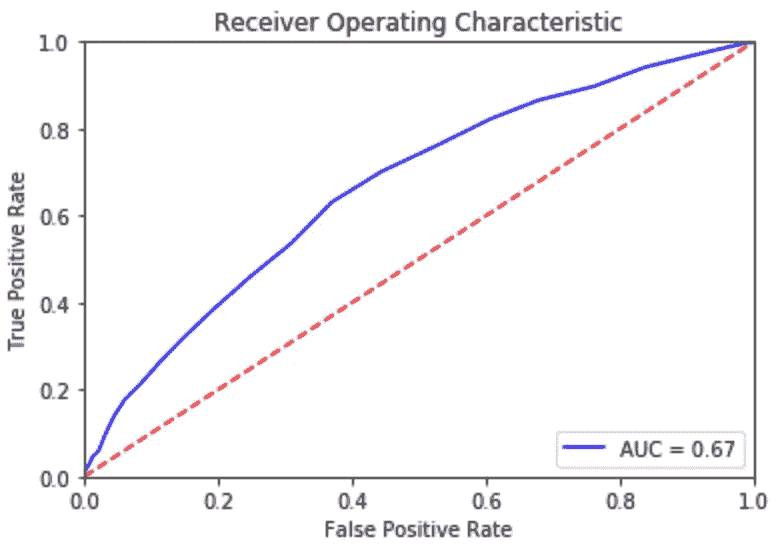 Receiver Operating Characteristic
1.0
0.8
0.6
0.4
0.2
0.0
True Positive Rate
AUC = 0.67
0.0 0.2 0.4 0.6 0.8 1.0
False Positive Rate